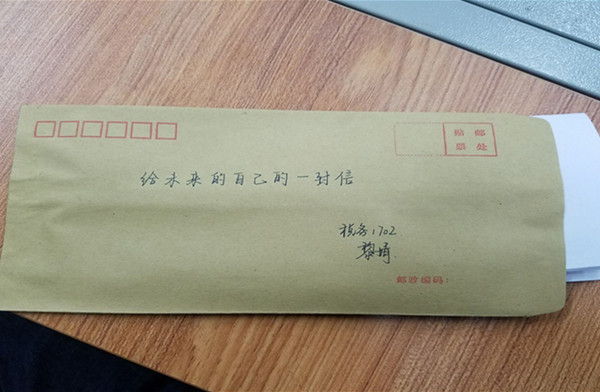 贴 邮
票 处
给未来的自己的一封信
税务1702
黎
邮政编码: